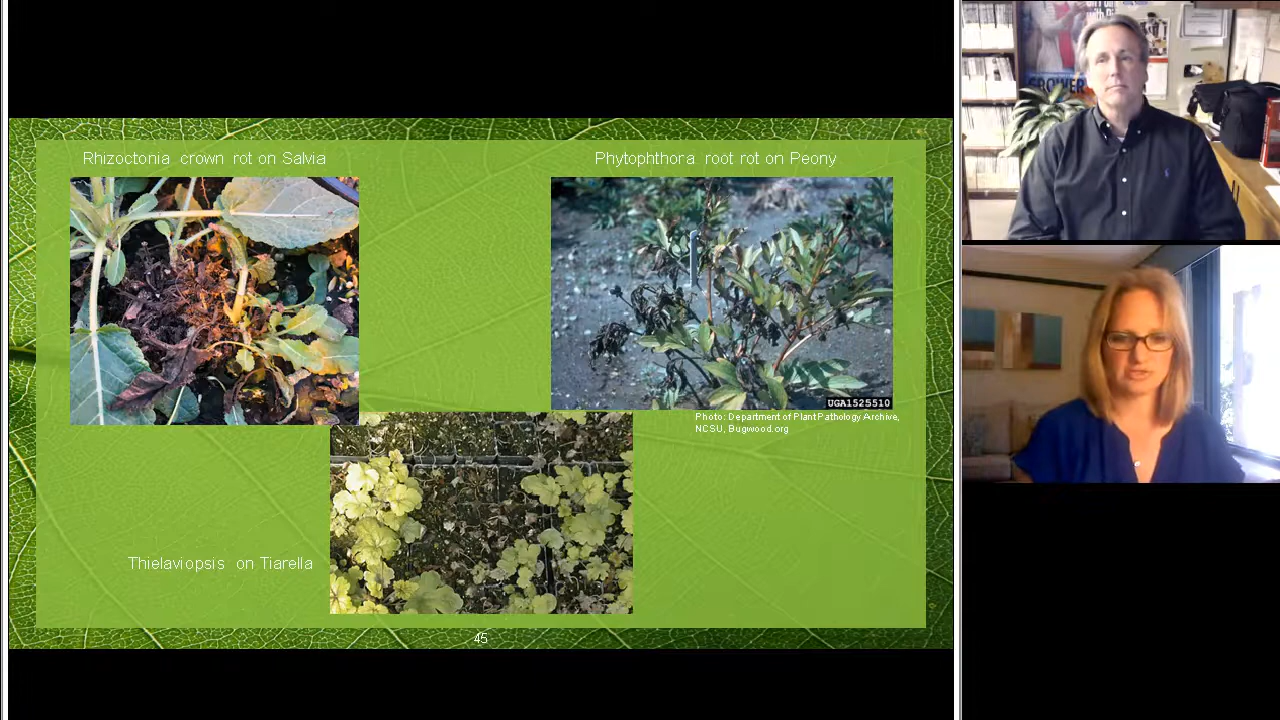 Rhizoctonia crown rot on Salvia
Phytophthora root rot on Peony
UGA1525510
Photo: Department of Plant Pathology Archive,
NCSU, Bugwood.org
Thielaviopsis on Tiarella
45
GROWER